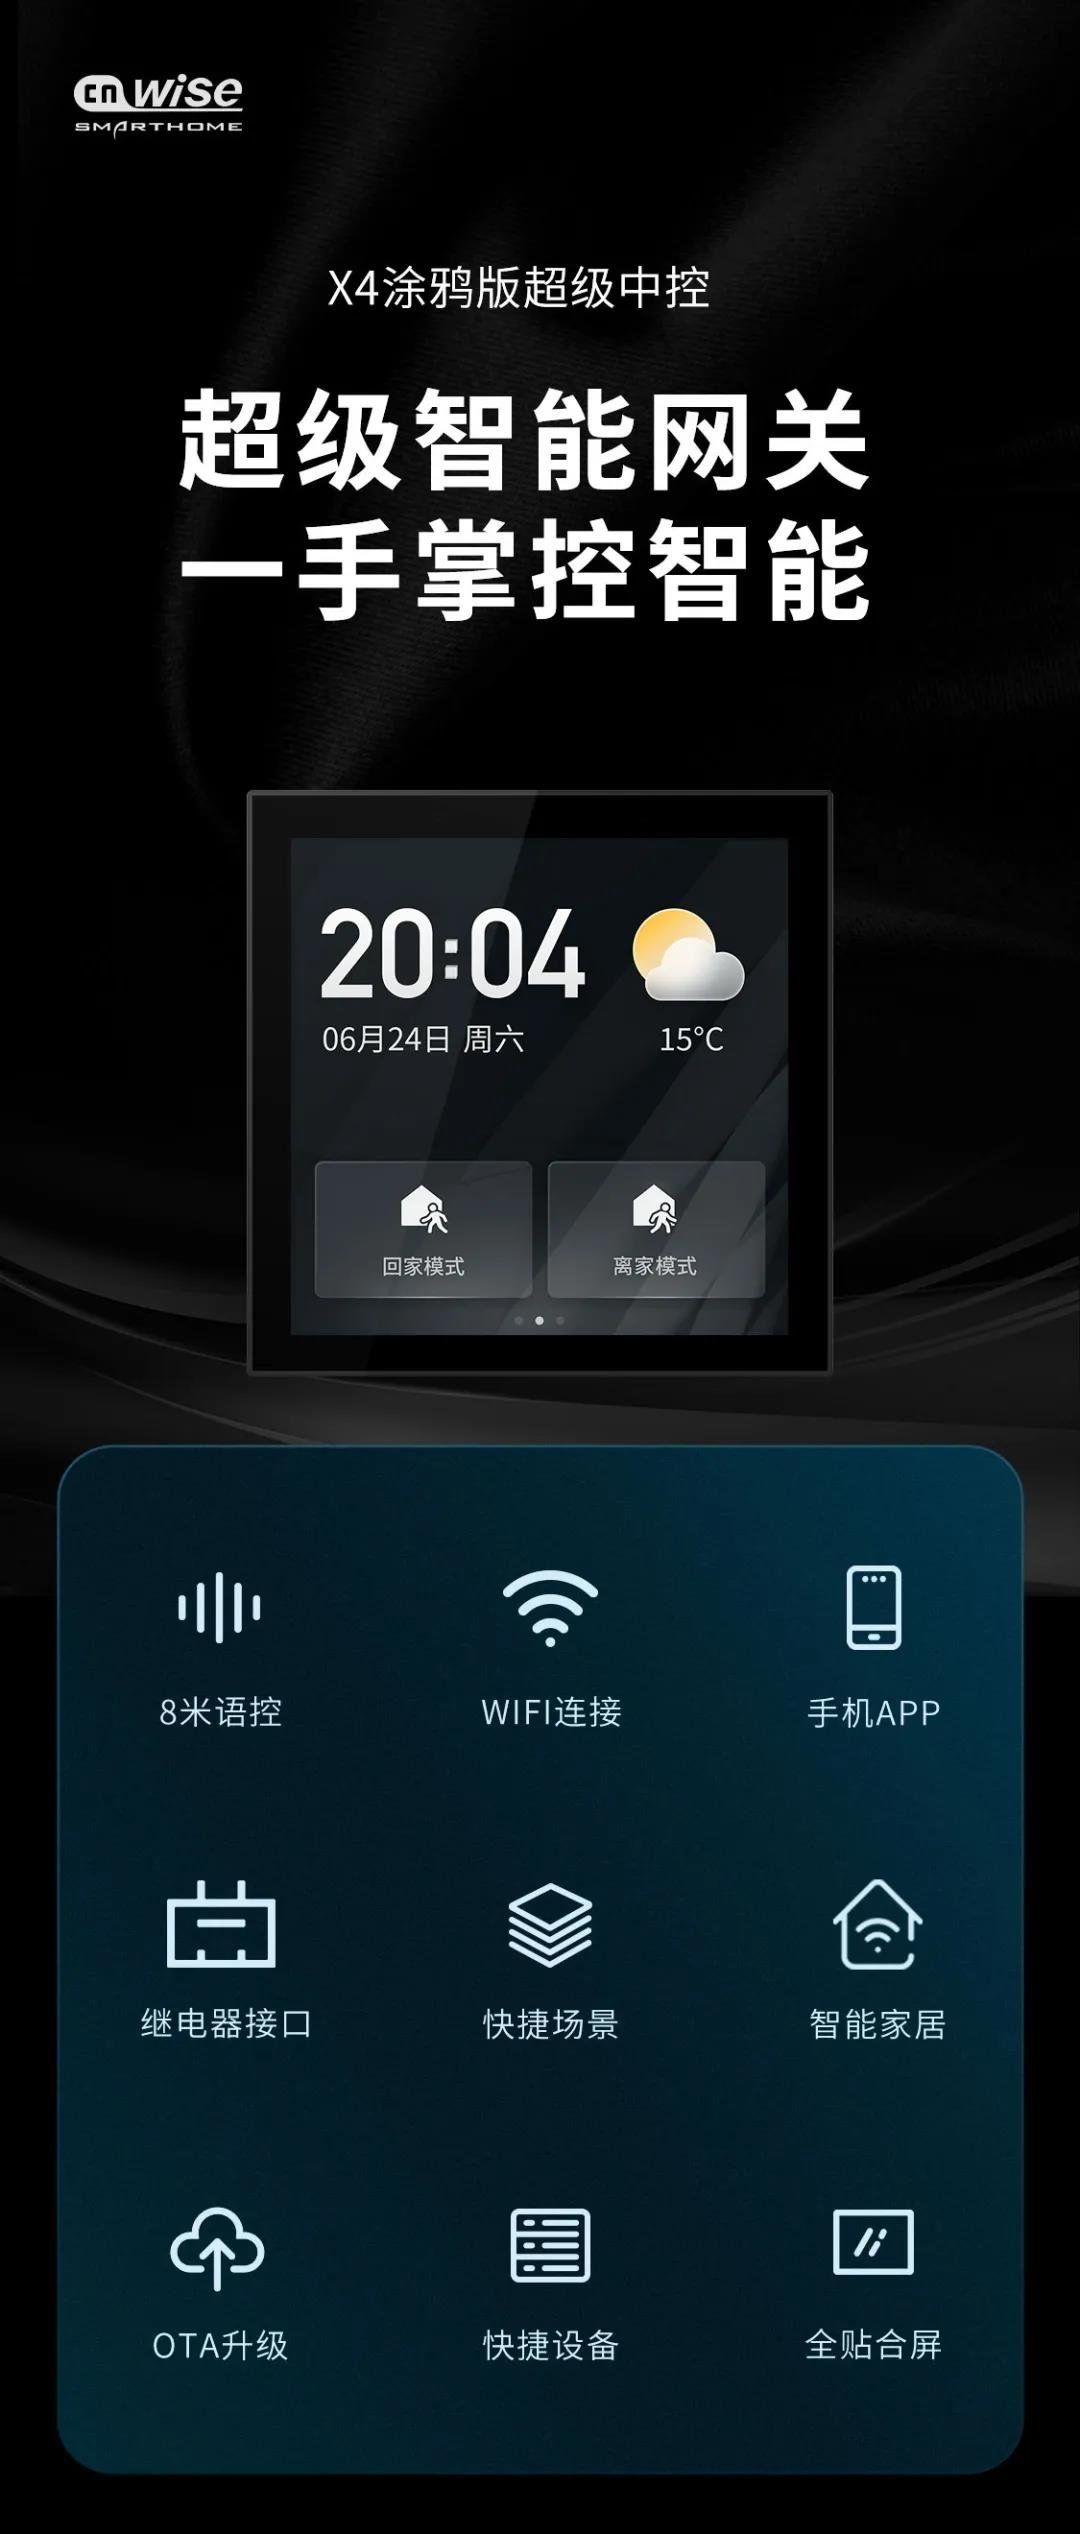 cnwise
SMARTHOME
X4涂鸦版超级中控
超级智能网关
一手掌控智能
20:04
06月24日 周六
15°C
回家模式
离家模式
8米语控
WIFI连接
手机APP
继电器接口
快捷场景
智能家居
OTA升级
快捷设备
全贴合屏